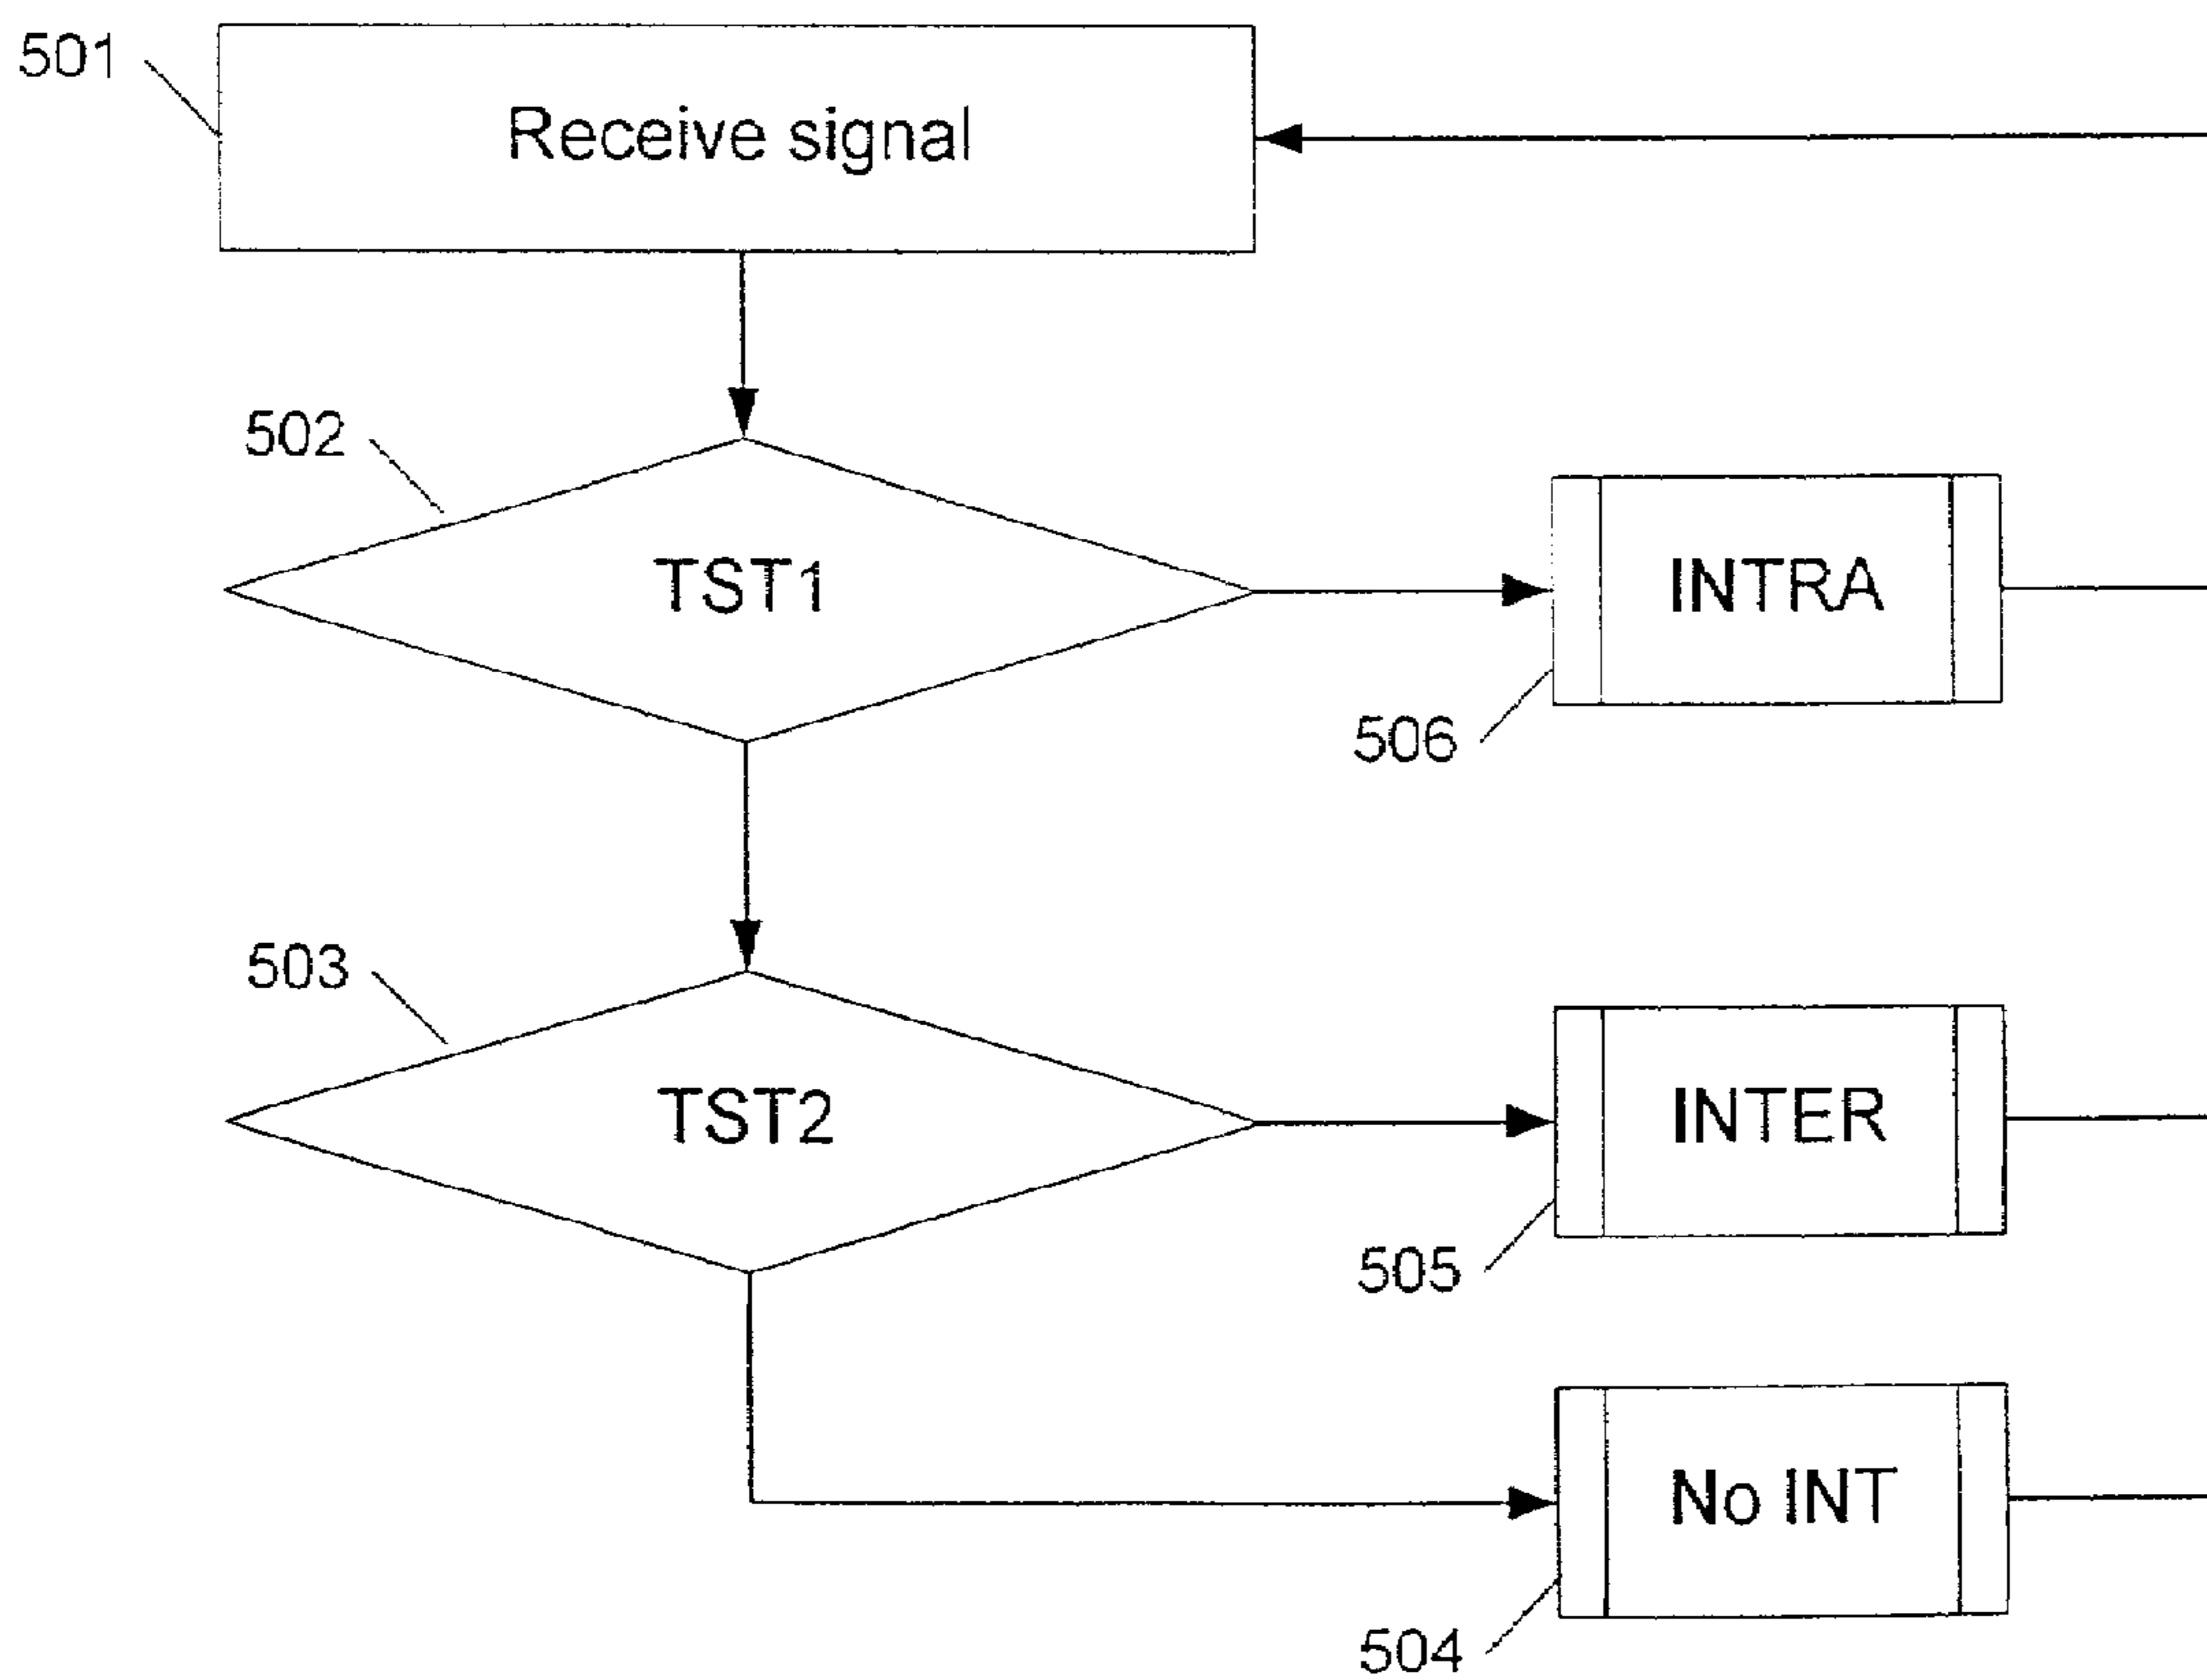 501
Receive signal
502
TST1
INTRA
506
503
TST2
INTER
505
No INT
504